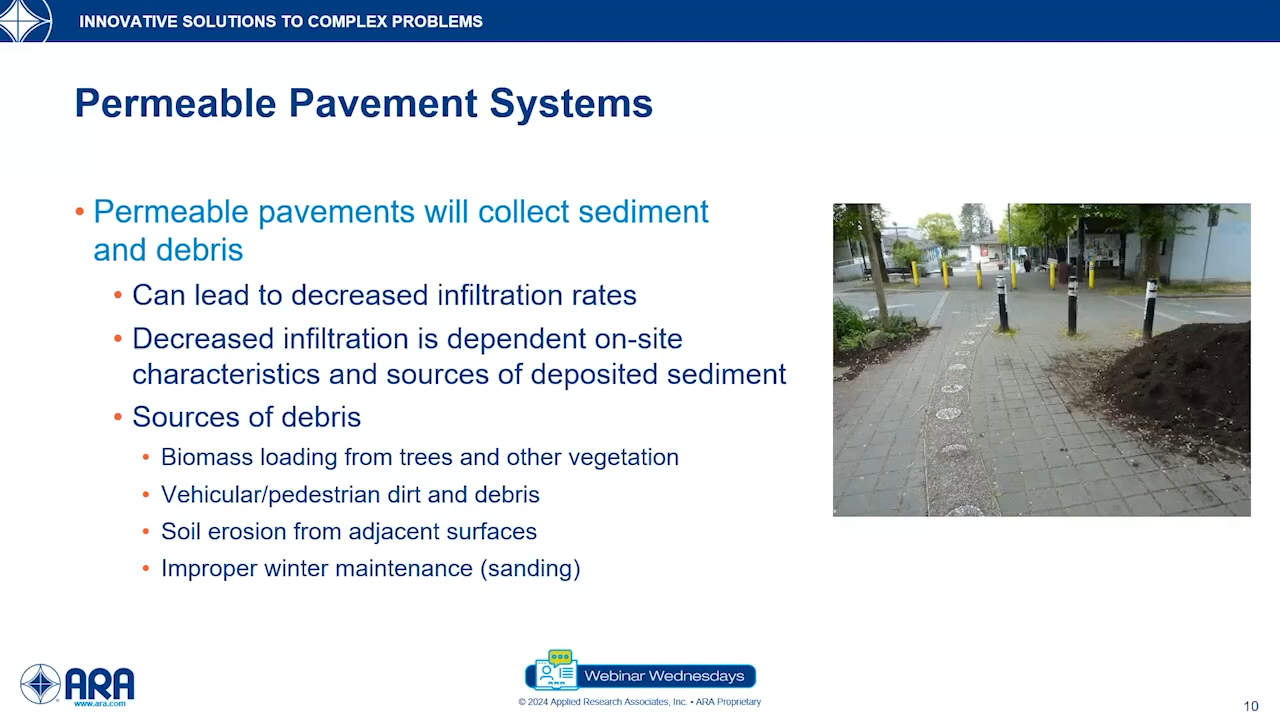 INNOVATIVE SOLUTIONS TO COMPLEX PROBLEMS
Permeable Pavement Systems
• Permeable pavements will collect sediment
and debris
• Can lead to decreased infiltration rates
• Decreased infiltration is dependent on-site
characteristics and sources of deposited sediment
• Sources of debris
• Biomass loading from trees and other vegetation
• Vehicular/pedestrian dirt and debris
• Soil erosion from adjacent surfaces
• Improper winter maintenance (sanding)
ARA
www.ara.com
Webinar Wednesdays
© 2024 Applied Research Associates, Inc. • ARA Proprietary
10